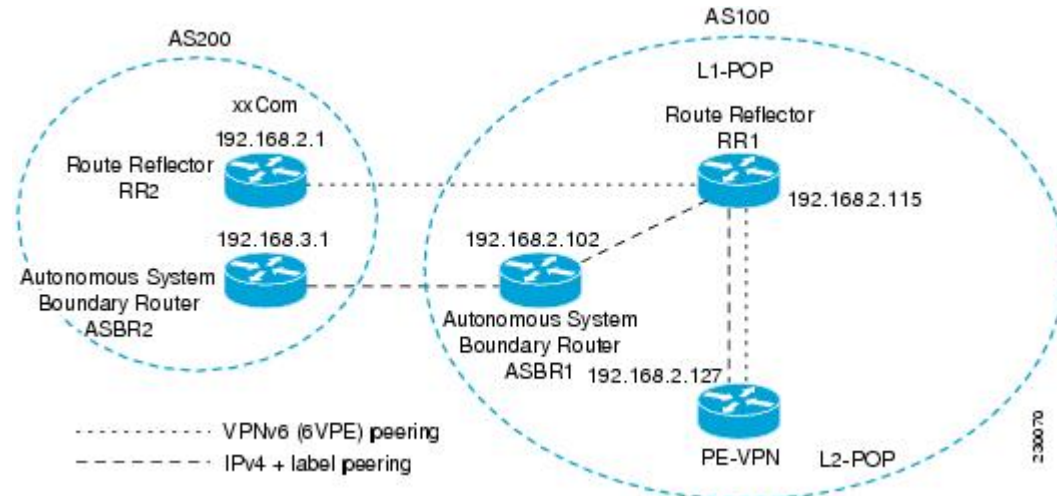 AS200
xxCom
192.168.2.1
Route Reflector
RR2
192.168.3.1
Autonomous System
Boundary Router
ASBR2
AS100
L1-POP
Route Reflector
RR1
192.168.2.115
192.168.2.102
Autonomous System
Boundary Router
ASBR1
192.168.2.127
PE-VPN
L2-POP
VPNv6 (6VPE) peering
IPv4 + label peering
230070